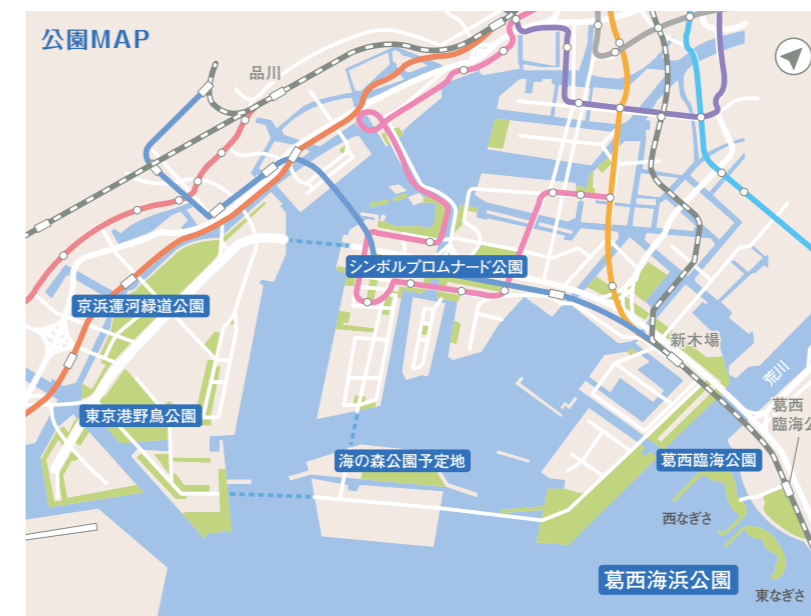 公園MAP
品川
シンボルプロムナード公園
京浜運河緑道公園
新木場
荒川
葛西
臨海公
東京港野鳥公園
海の森公園予定地
葛西臨海公園
西なぎさ
葛西海浜公園
東なぎさ